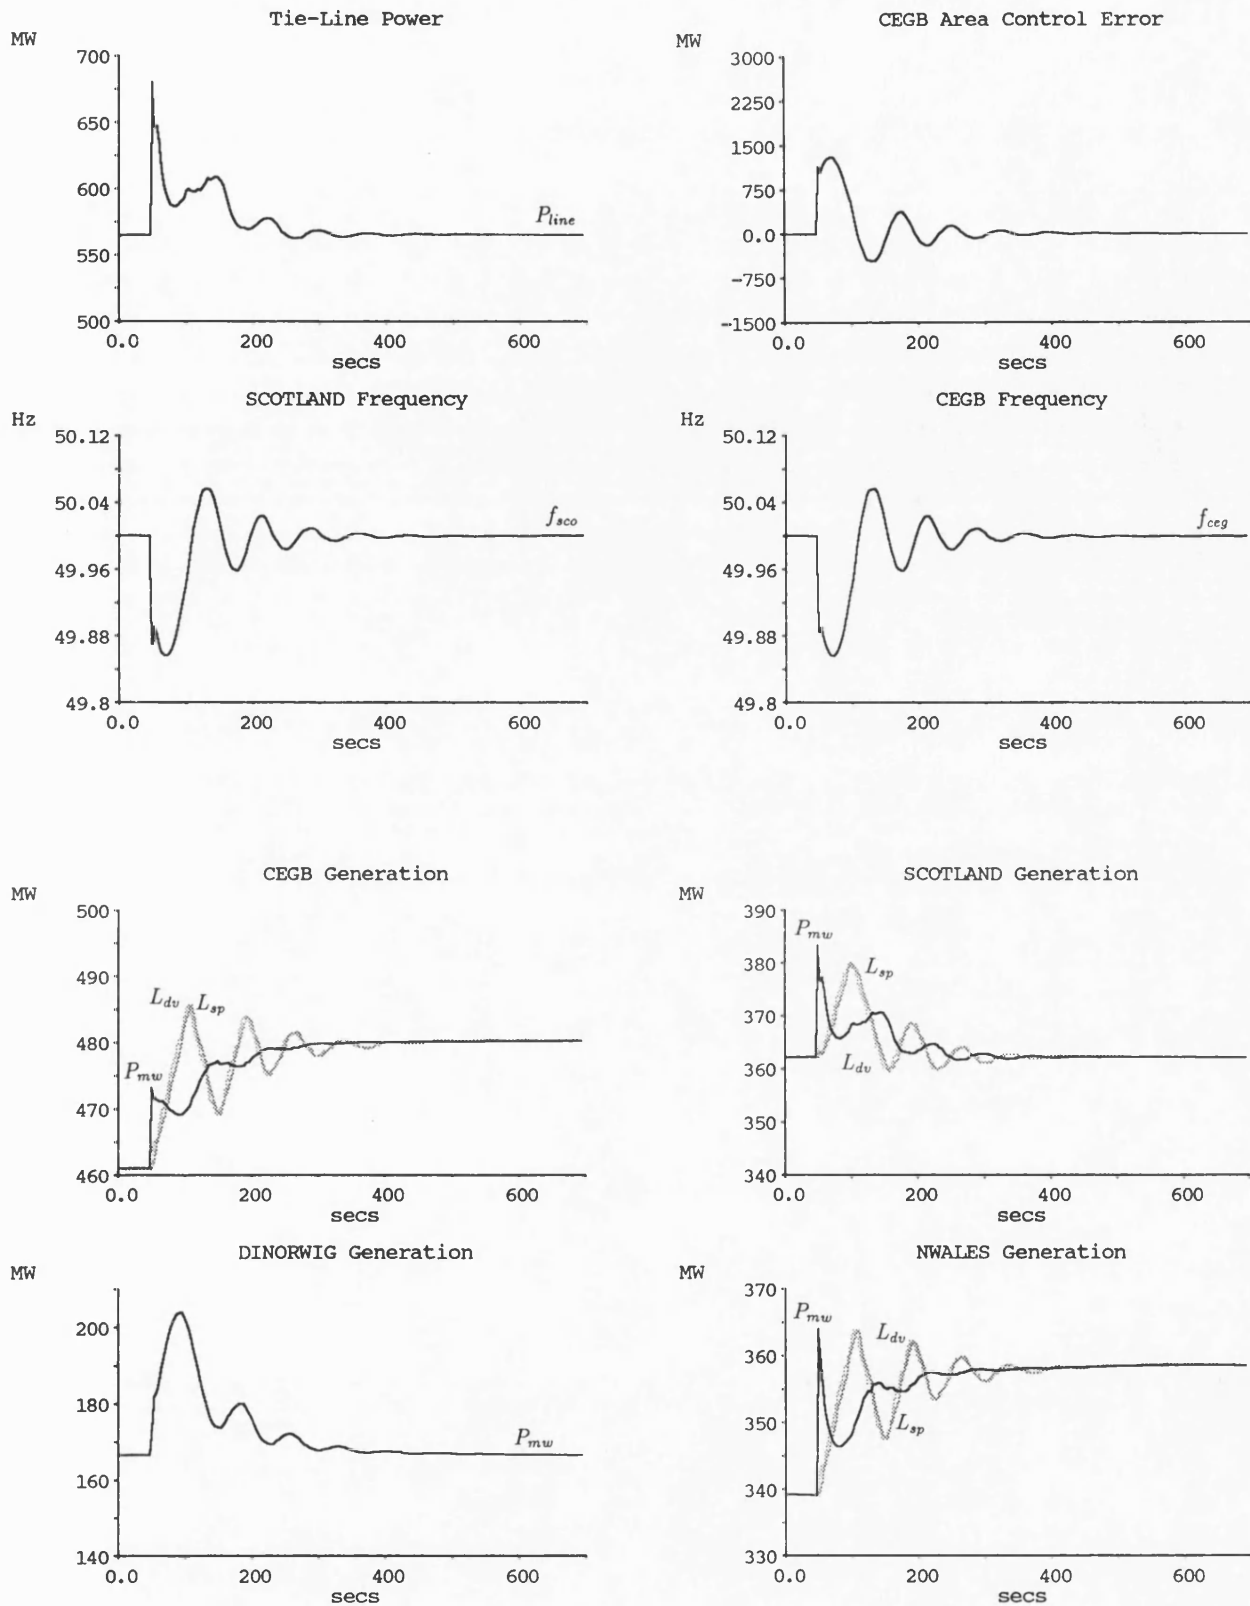 Tie-Line Power
MW
700
650
600
550
500
P_line
0.0 200 400 600
secs
CEGB Area Control Error
MW
3000
2250
1500
750
0.0
-750
-1500
0.0 200 400 600
secs
SCOTLAND Frequency
Hz
50.12
50.04
49.96
49.88
49.8
f_sco
0.0 200 400 600
secs
CEGB Frequency
Hz
50.12
50.04
49.96
49.88
49.8
f_ceg
0.0 200 400 600
secs
CEGB Generation
MW
500
490
480
470
460
L_dv L_sp
P_mw
0.0 200 400 600
secs
SCOTLAND Generation
MW
390
380
370
360
350
340
P_mw
L_sp
L_dv
0.0 200 400 600
secs
DINORWIG Generation
MW
200
180
160
140
P_mw
0.0 200 400 600
secs
NWALES Generation
MW
370
360
350
340
330
P_mw
L_dv
L_sp
0.0 200 400 600
secs